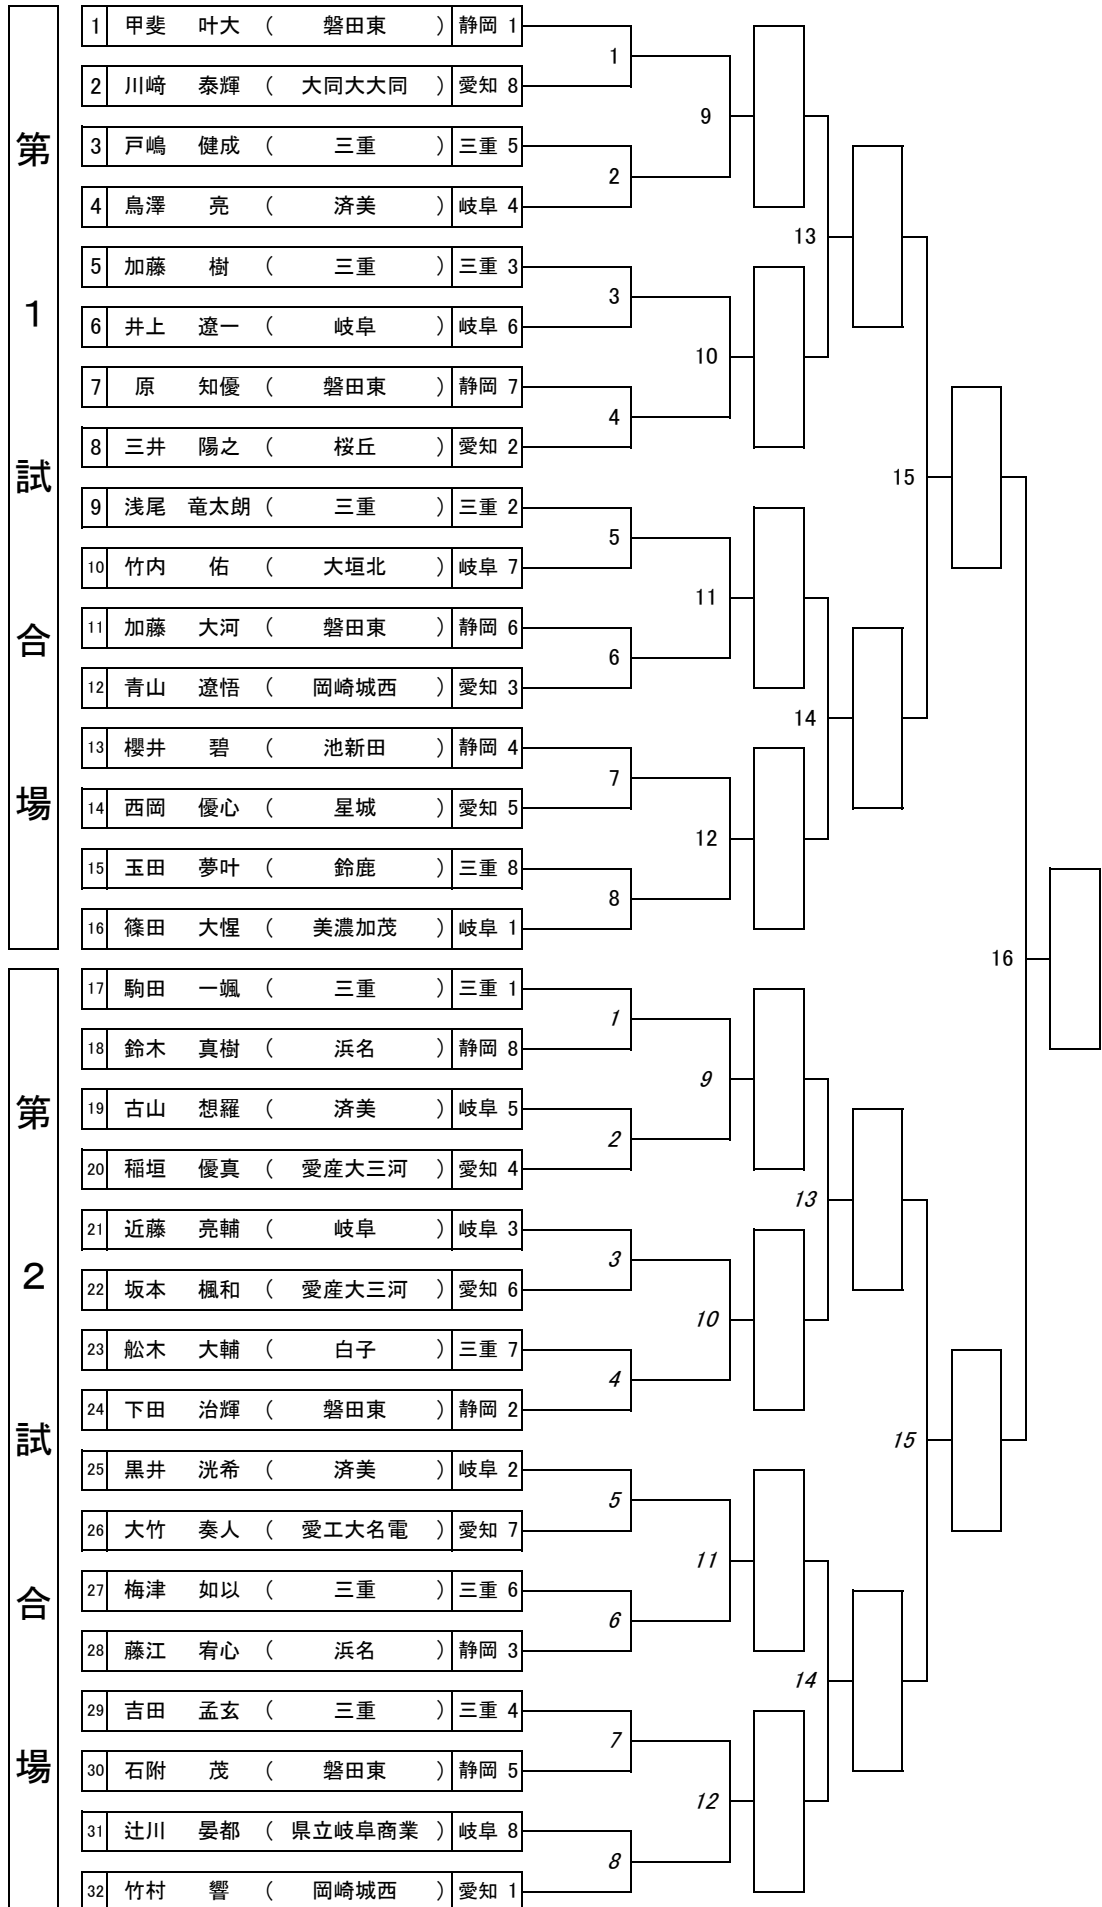 第1試合場
1 甲斐 叶大 ( 磐田東 ) 静岡 1
2 川﨑 泰輝 ( 大同大大同 ) 愛知 8
3 戸嶋 健成 ( 三重 ) 三重 5
4 鳥澤 亮 ( 済美 ) 岐阜 4
5 加藤 樹 ( 三重 ) 三重 3
6 井上 遼一 ( 岐阜 ) 岐阜 6
7 原 知優 ( 磐田東 ) 静岡 7
8 三井 陽之 ( 桜丘 ) 愛知 2
9 浅尾 竜太朗 ( 三重 ) 三重 2
10 竹内 佑 ( 大垣北 ) 岐阜 7
11 加藤 大河 ( 磐田東 ) 静岡 6
12 青山 遼悟 ( 岡崎城西 ) 愛知 3
13 櫻井 碧 ( 池新田 ) 静岡 4
14 西岡 優心 ( 星城 ) 愛知 5
15 玉田 夢叶 ( 鈴鹿 ) 三重 8
16 篠田 大惺 ( 美濃加茂 ) 岐阜 1
1
2
3
4
5
6
7
8
9
10
11
12
13
14
15
16
第2試合場
17 駒田 一颯 ( 三重 ) 三重 1
18 鈴木 真樹 ( 浜名 ) 静岡 8
19 古山 想羅 ( 済美 ) 岐阜 5
20 稲垣 優真 ( 愛産大三河 ) 愛知 4
21 近藤 亮輔 ( 岐阜 ) 岐阜 3
22 坂本 楓和 ( 愛産大三河 ) 愛知 6
23 舩木 大輔 ( 白子 ) 三重 7
24 下田 治輝 ( 磐田東 ) 静岡 2
25 黒井 洸希 ( 済美 ) 岐阜 2
26 大竹 奏人 ( 愛工大名電 ) 愛知 7
27 梅津 如以 ( 三重 ) 三重 6
28 藤江 宥心 ( 浜名 ) 静岡 3
29 吉田 孟玄 ( 三重 ) 三重 4
30 石附 茂 ( 磐田東 ) 静岡 5
31 辻川 晏都 ( 県立岐阜商業 ) 岐阜 8
32 竹村 響 ( 岡崎城西 ) 愛知 1
1
2
3
4
5
6
7
8
9
10
11
12
13
14
15